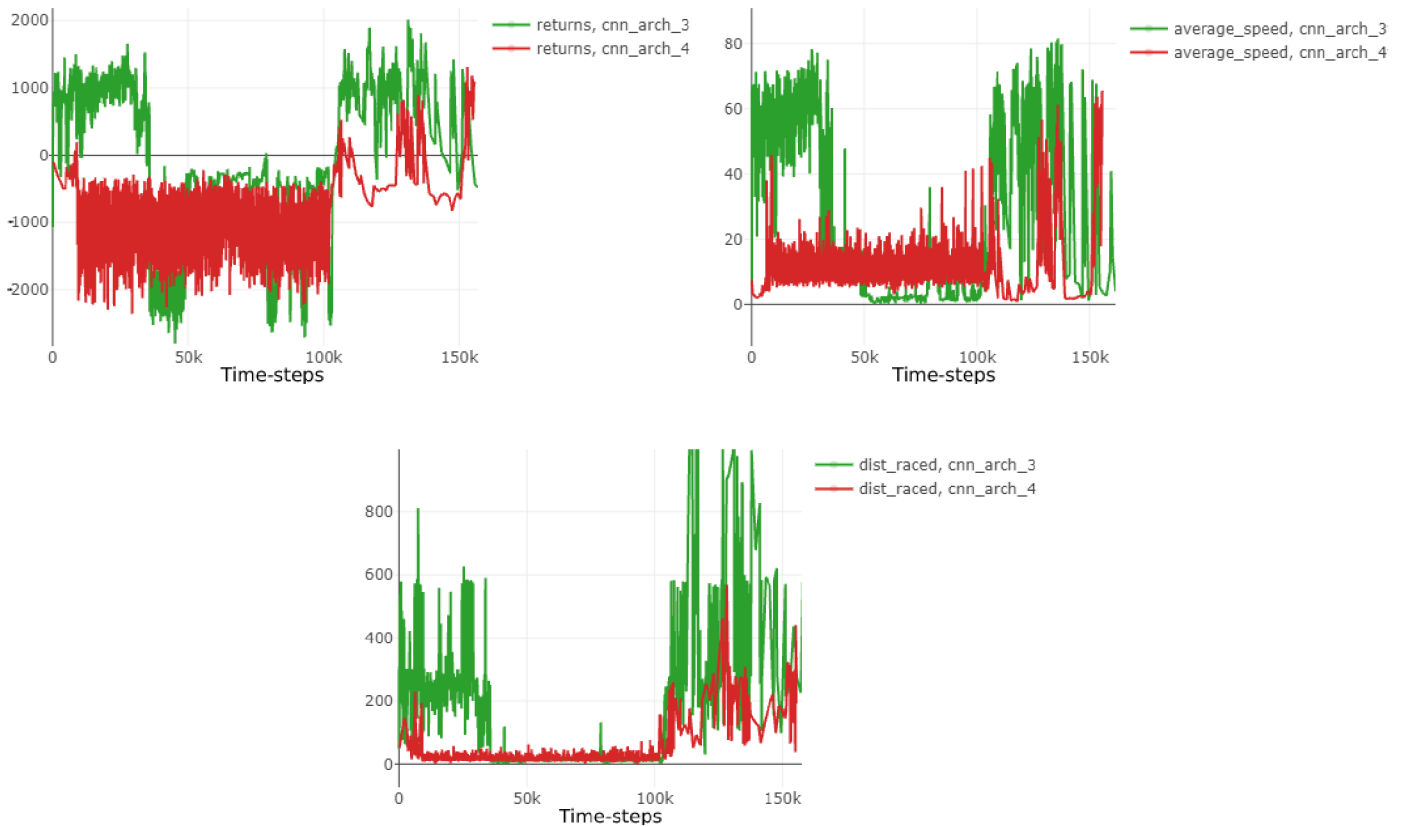 2000
1000
0
-1000
-2000
0
50k
100k
150k
Time-steps
returns, cnn_arch_3
returns, cnn_arch_4
80
60
40
20
0
0
50k
100k
150k
Time-steps
average_speed, cnn_arch_3
average_speed, cnn_arch_4
800
600
400
200
0
0
50k
100k
150k
Time-steps
dist_raced, cnn_arch_3
dist_raced, cnn_arch_4